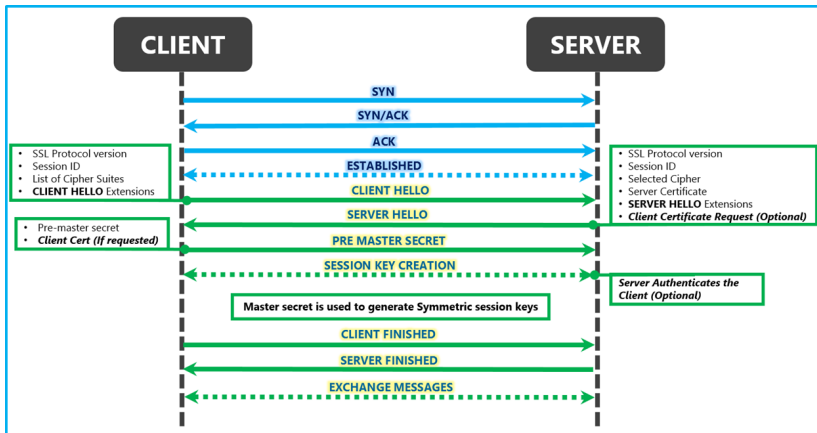 CLIENT
SERVER
SYN
SYN/ACK
ACK
ESTABLISHED
• SSL Protocol version
• Session ID
• List of Cipher Suites
• CLIENT HELLO Extensions
• SSL Protocol version
• Session ID
• Selected Cipher
• Server Certificate
• SERVER HELLO Extensions
• Client Certificate Request (Optional)
CLIENT HELLO
SERVER HELLO
• Pre-master secret
• Client Cert (If requested)
PRE MASTER SECRET
SESSION KEY CREATION
Server Authenticates the
Client (Optional)
Master secret is used to generate Symmetric session keys
CLIENT FINISHED
SERVER FINISHED
EXCHANGE MESSAGES